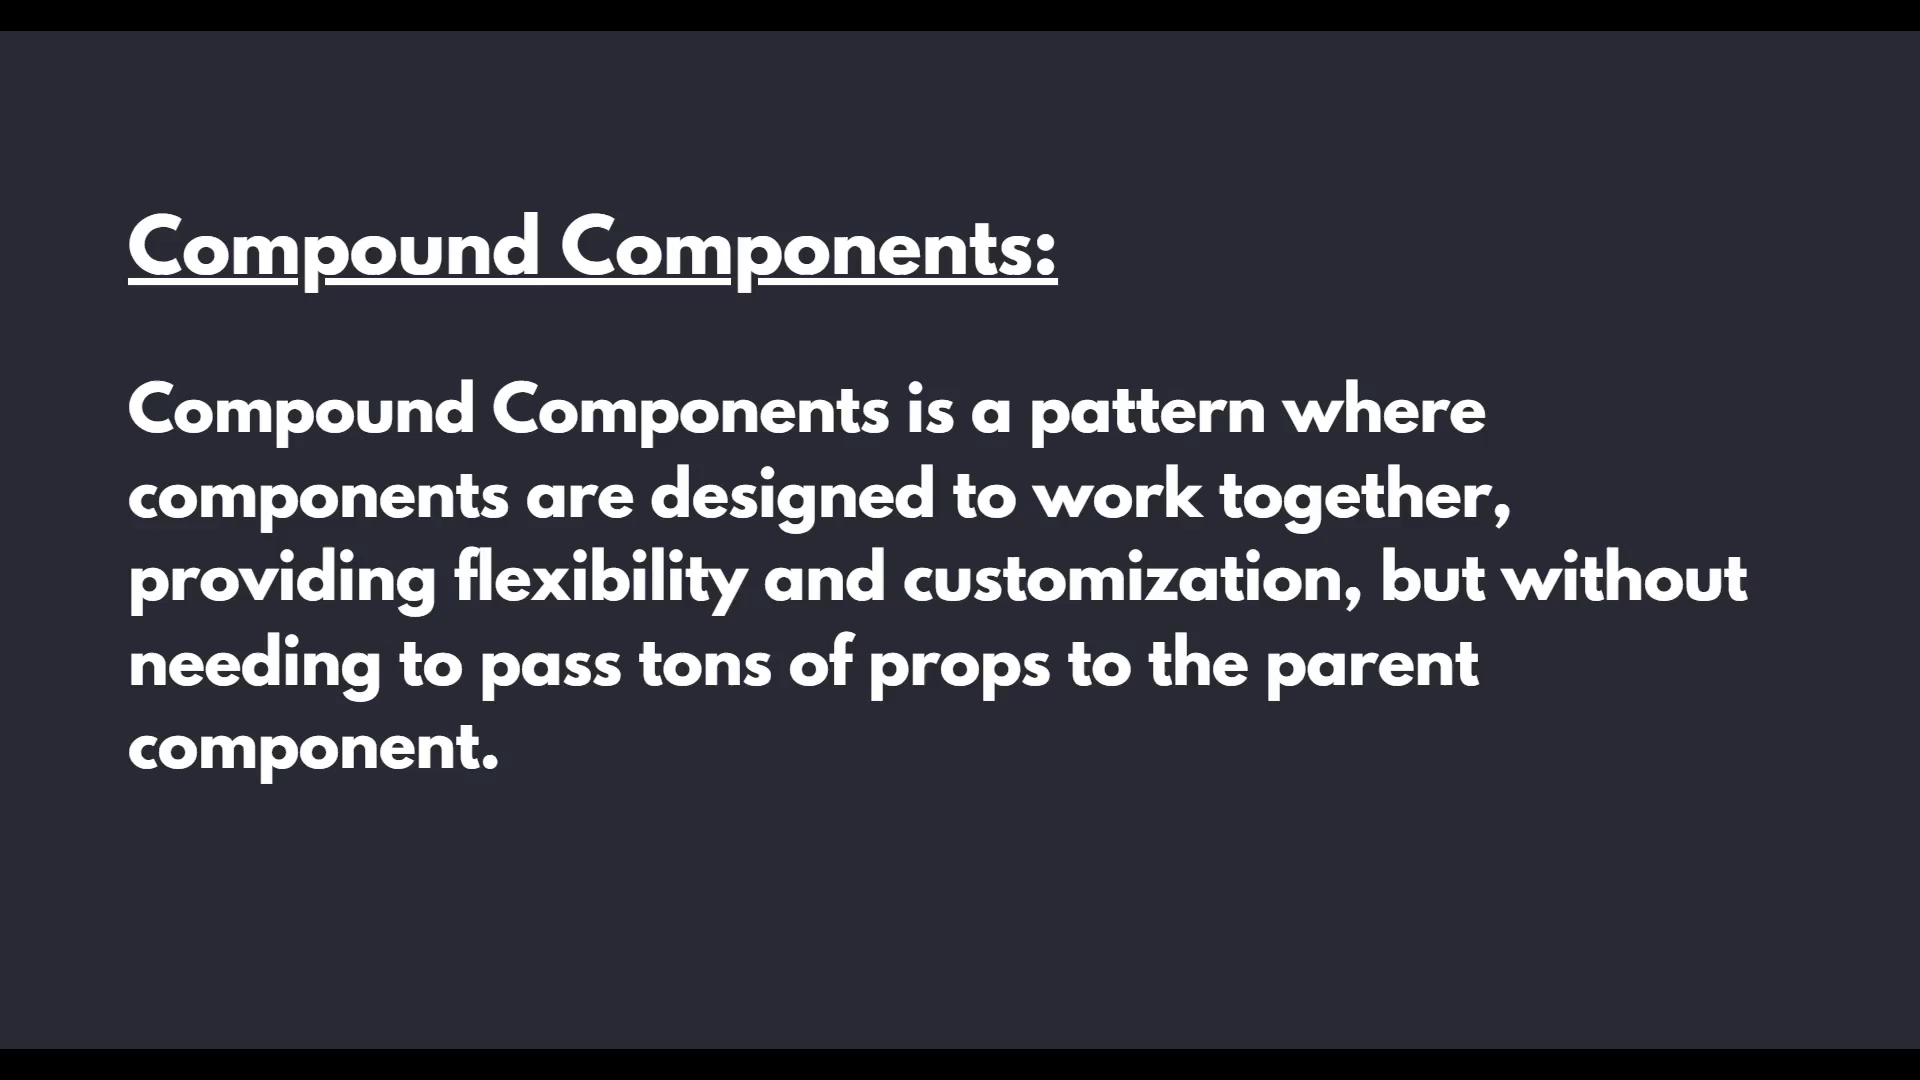 Compound Components:
Compound Components is a pattern where
components are designed to work together,
providing flexibility and customization, but without
needing to pass tons of props to the parent
component.